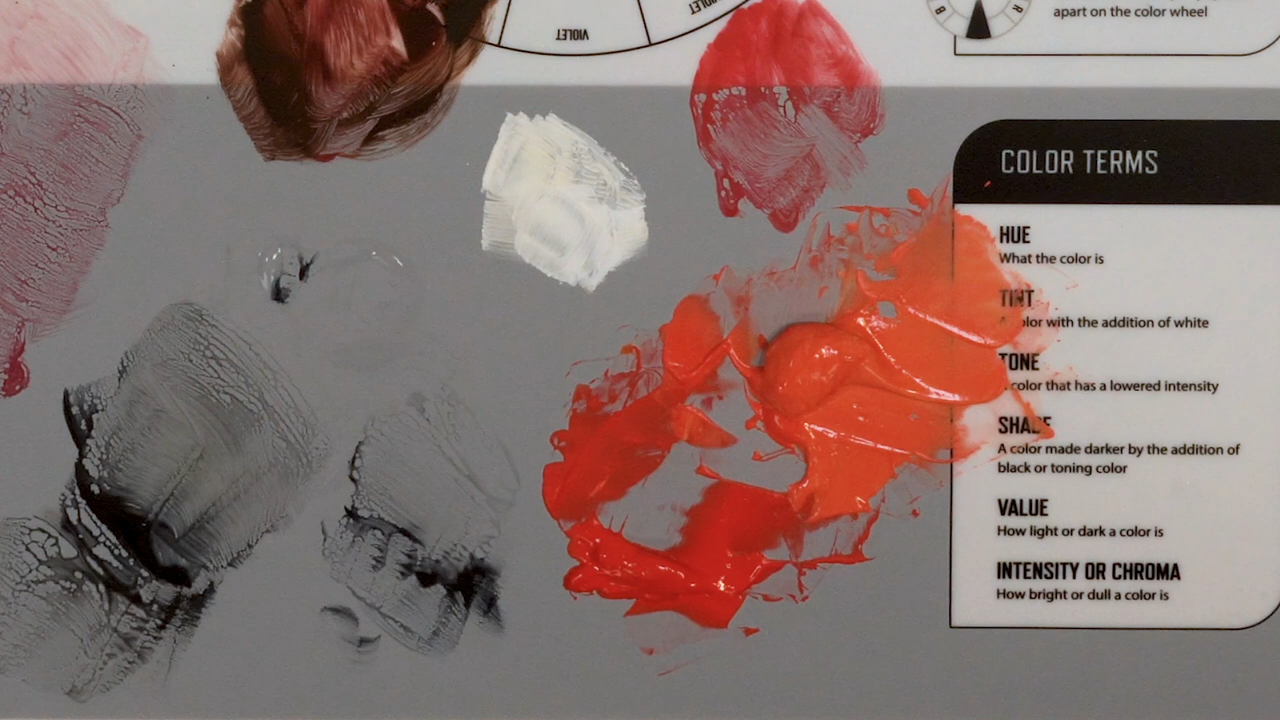 VIOLET
B
R
apart on the color wheel
COLOR TERMS
HUE
What the color is
TINT
color with the addition of white
TONE
color that has a lowered intensity
SHADE
A color made darker by the addition of
black or toning color
VALUE
How light or dark a color is
INTENSITY OR CHROMA
How bright or dull a color is